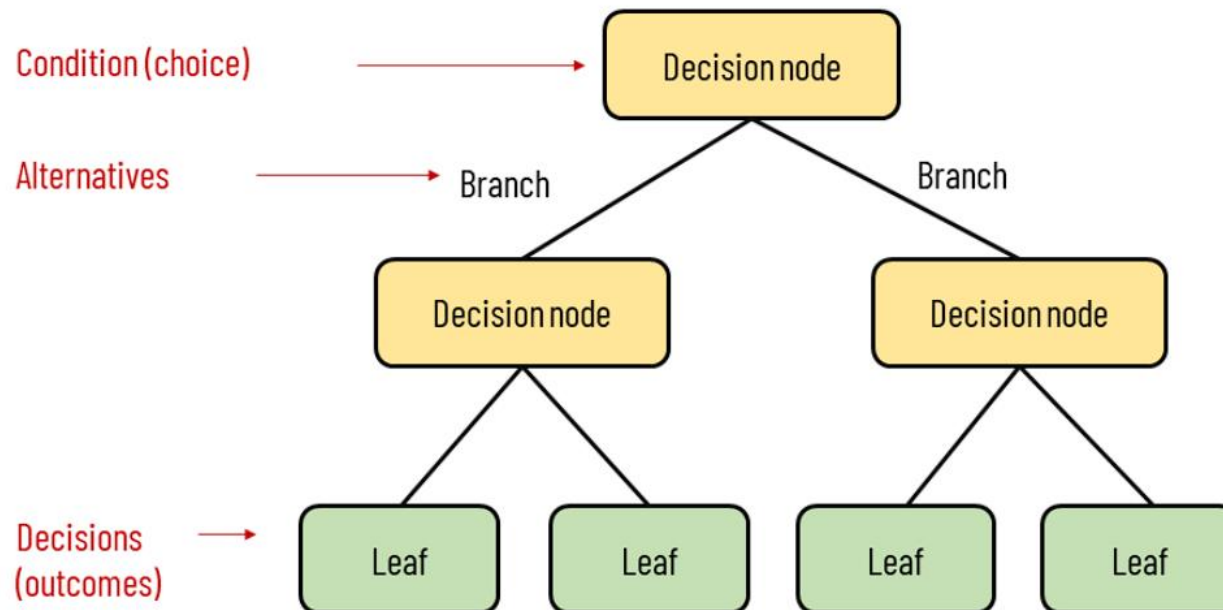 Condition (choice)
Decision node
Alternatives
Branch
Branch
Decision node
Decision node
Decisions
(outcomes)
Leaf
Leaf
Leaf
Leaf